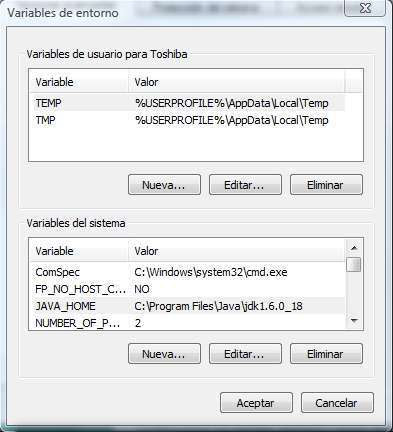 Variables de entorno
Variables de usuario para Toshiba
Variable Valor
TEMP %USERPROFILE%\AppData\Local\Temp
TMP %USERPROFILE%\AppData\Local\Temp
Nueva... Editar... Eliminar
Variables del sistema
Variable Valor
ComSpec C:\Windows\system32\cmd.exe
FP_NO_HOST_C... NO
JAVA_HOME C:\Program Files\Java\jdk1.6.0_18
NUMBER_OF_P... 2
Nueva... Editar... Eliminar
Aceptar Cancelar